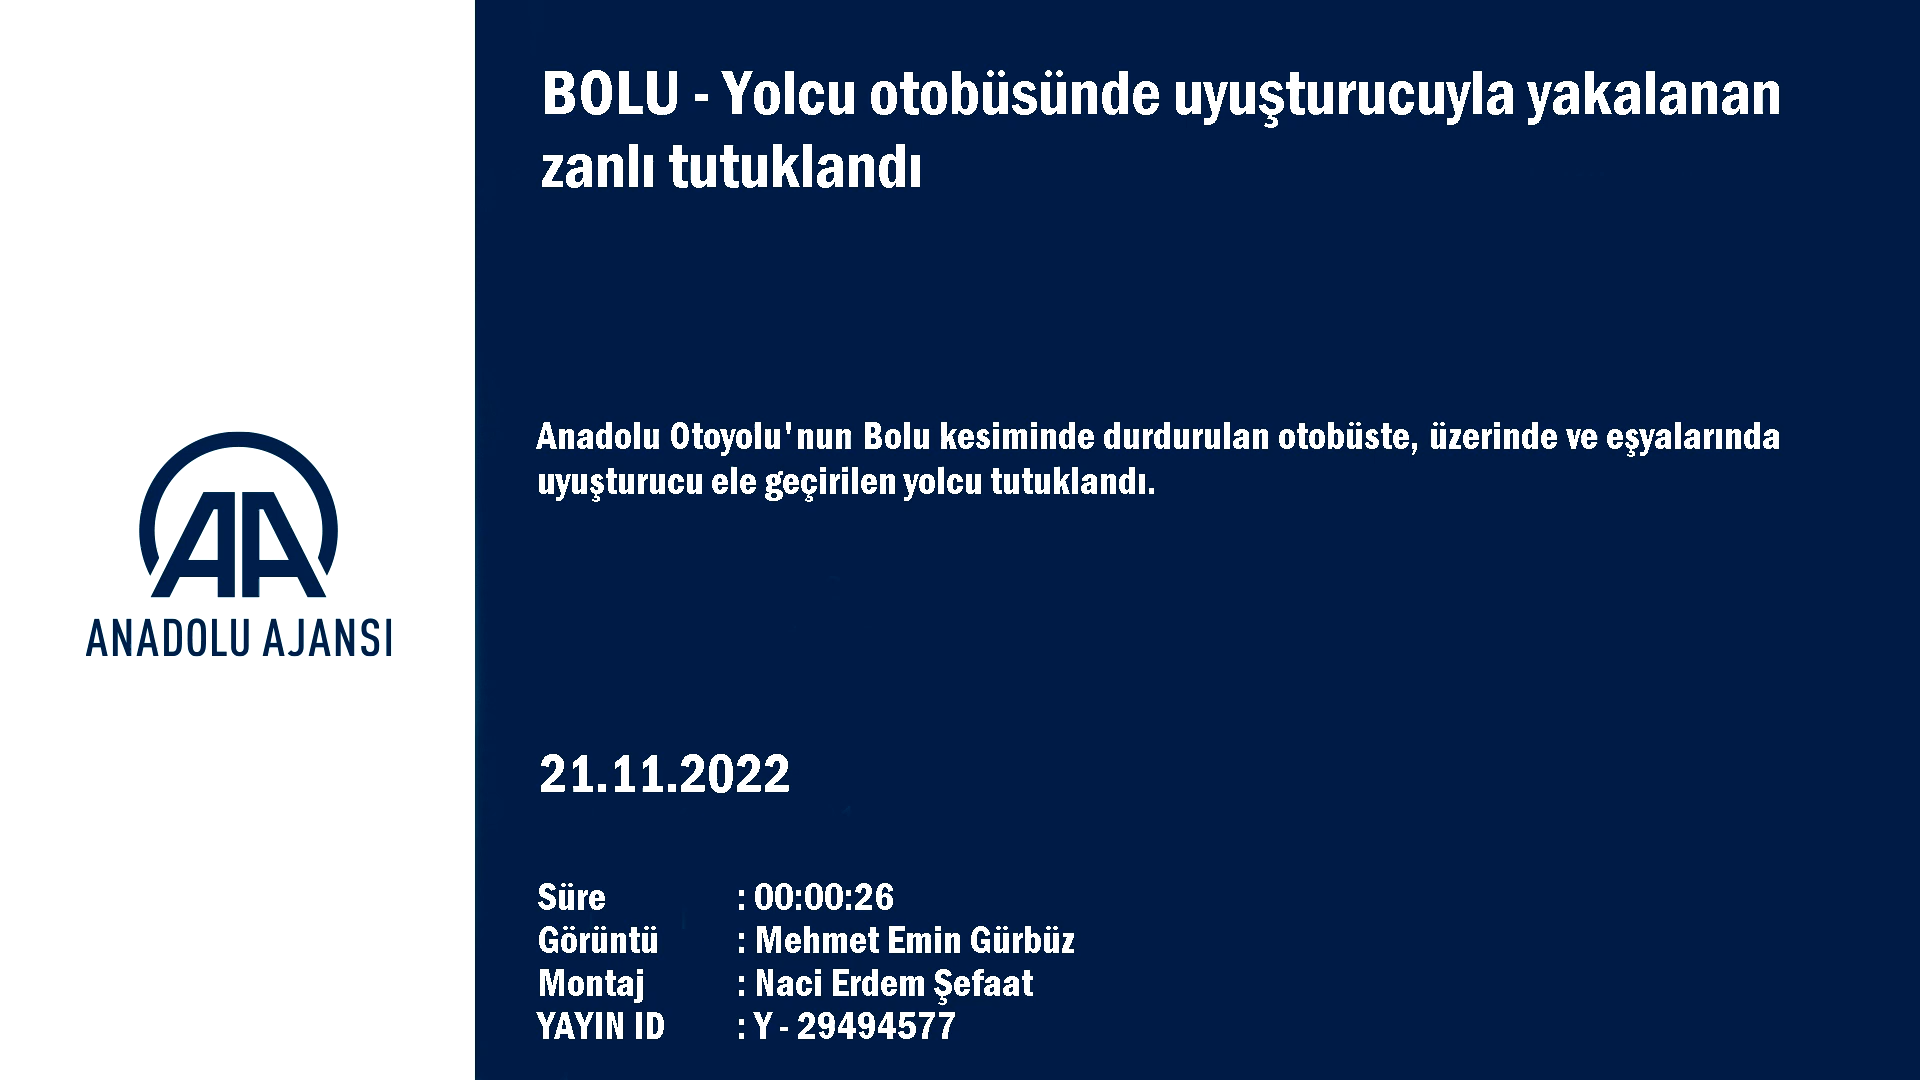 BOLU - Yolcu otobüsünde uyuşturucuyla yakalanan
zanlı tutuklandı
Anadolu Otoyolu'nun Bolu kesiminde durdurulan otobüste, üzerinde ve eşyalarında
uyuşturucu ele geçirilen yolcu tutuklandı.
AA
ANADOLU AJANSI
21.11.2022
Süre : 00:00:26
Görüntü : Mehmet Emin Gürbüz
Montaj : Naci Erdem Şefaat
YAYIN ID : Y - 29494577